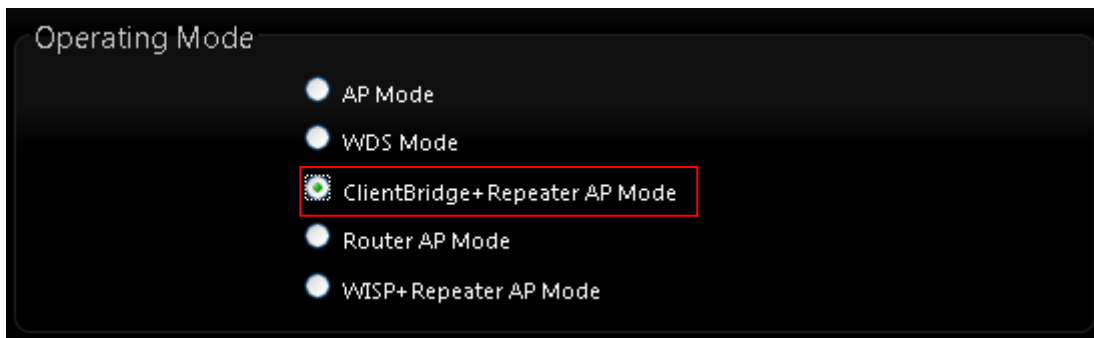 Operating Mode
AP Mode
WDS Mode
ClientBridge+Repeater AP Mode
Router AP Mode
WISP+Repeater AP Mode